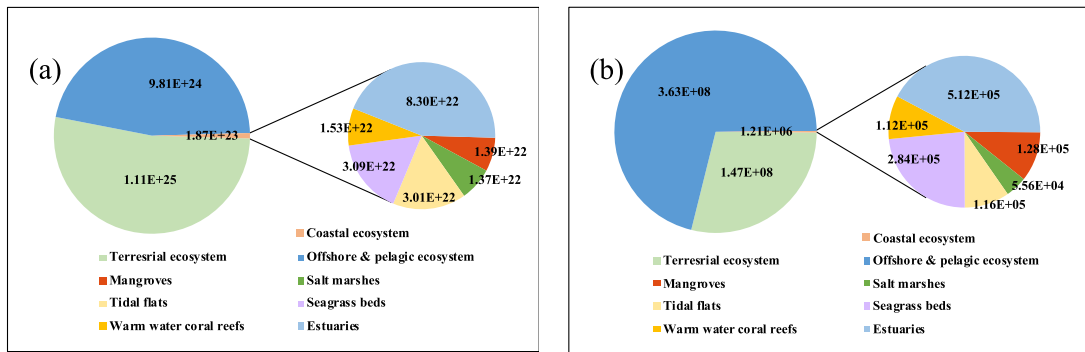 (a)
9.81E+24
1.87E+23
1.11E+25
8.30E+22
1.53E+22
1.39E+22
3.09E+22
1.37E+22
3.01E+22
Coastal ecosystem
Terresrial ecosystem
Offshore & pelagic ecosystem
Mangroves
Salt marshes
Tidal flats
Seagrass beds
Warm water coral reefs
Estuaries
(b)
3.63E+08
1.21E+06
1.47E+08
5.12E+05
1.12E+05
1.28E+05
2.84E+05
5.56E+04
1.16E+05
Coastal ecosystem
Terresrial ecosystem
Offshore & pelagic ecosystem
Mangroves
Salt marshes
Tidal flats
Seagrass beds
Warm water coral reefs
Estuaries